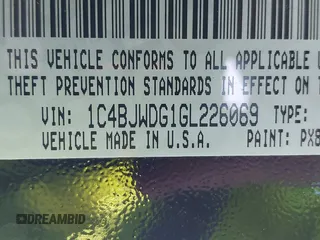 THIS VEHICLE CONFORMS TO ALL APPLICABLE
THEFT PREVENTION STANDARDS IN EFFECT ON
VIN: 1C4BJWDG1GL226069 TYPE:
VEHICLE MADE IN U.S.A. PAINT: PX8
DREAMBID